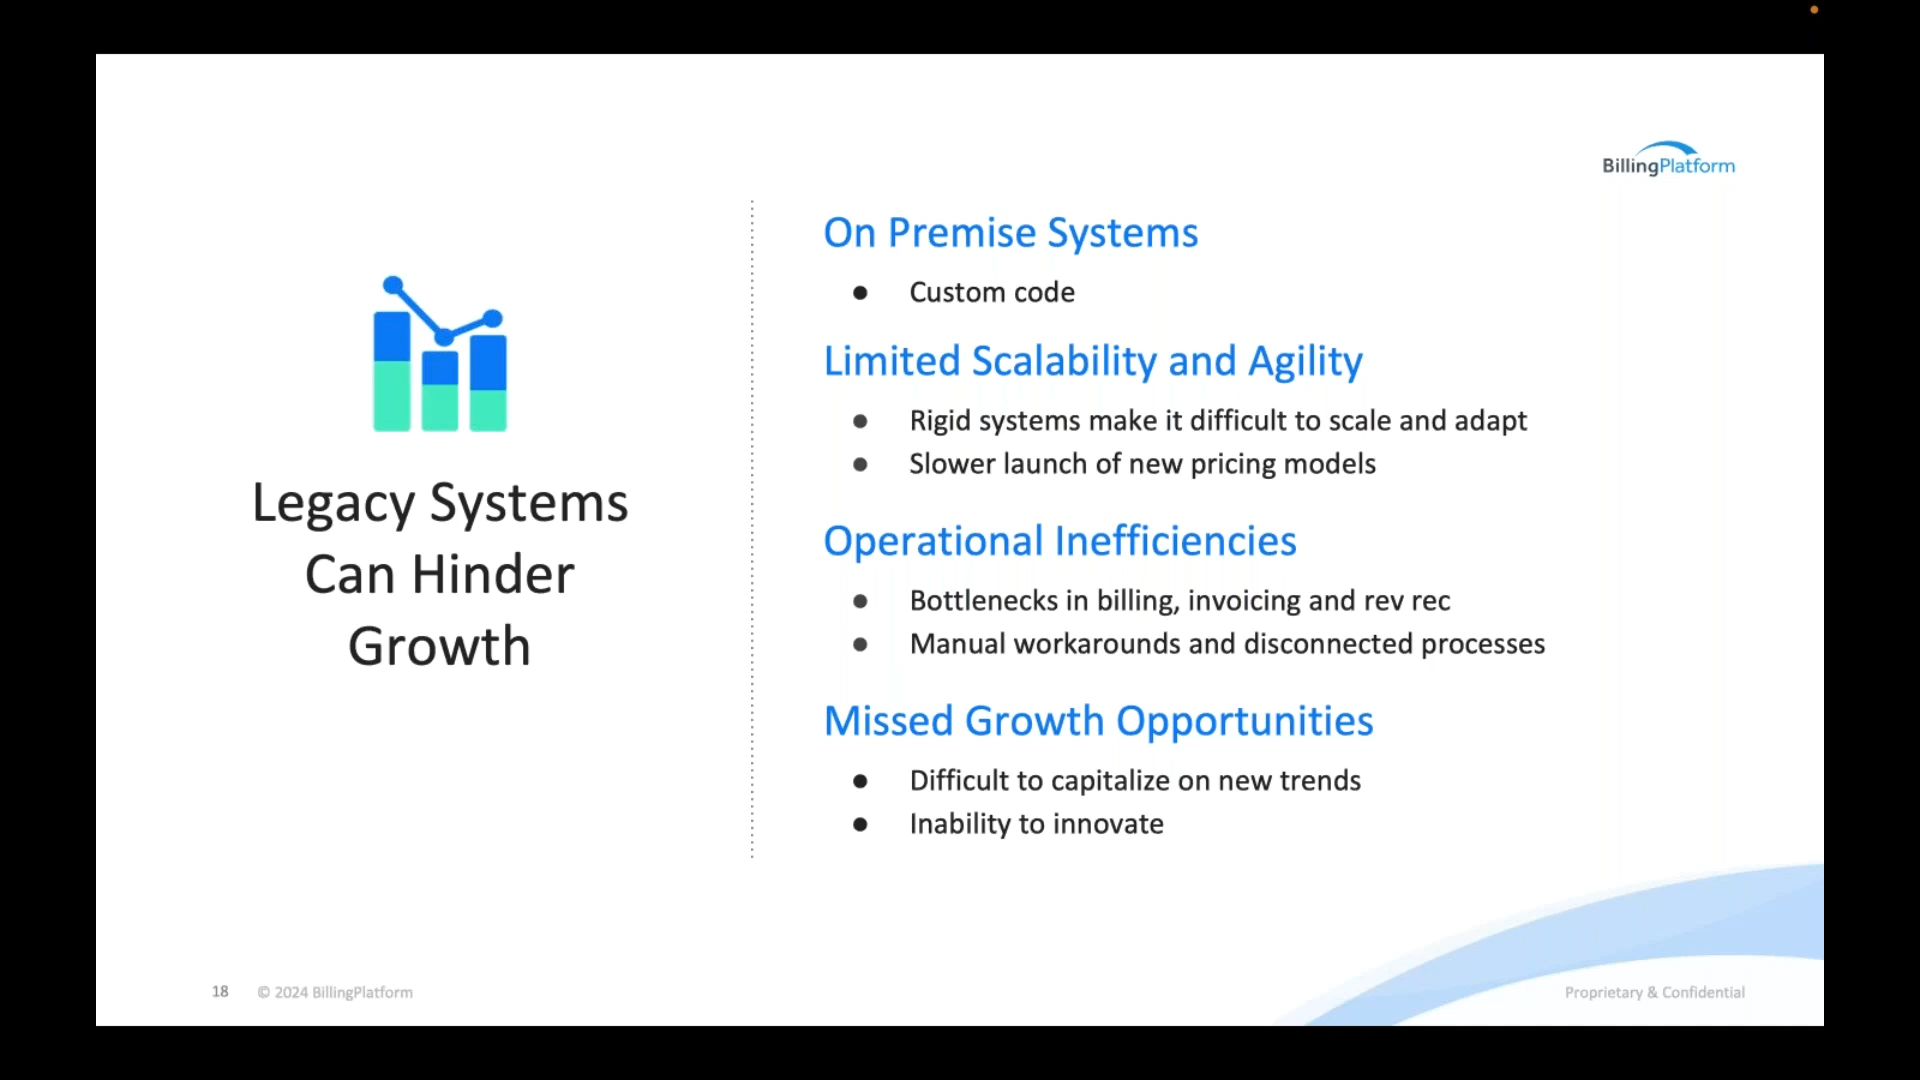 BillingPlatform
Legacy Systems
Can Hinder
Growth
On Premise Systems
● Custom code
Limited Scalability and Agility
● Rigid systems make it difficult to scale and adapt
● Slower launch of new pricing models
Operational Inefficiencies
● Bottlenecks in billing, invoicing and rev rec
● Manual workarounds and disconnected processes
Missed Growth Opportunities
● Difficult to capitalize on new trends
● Inability to innovate
18 © 2024 BillingPlatform
Proprietary & Confidential